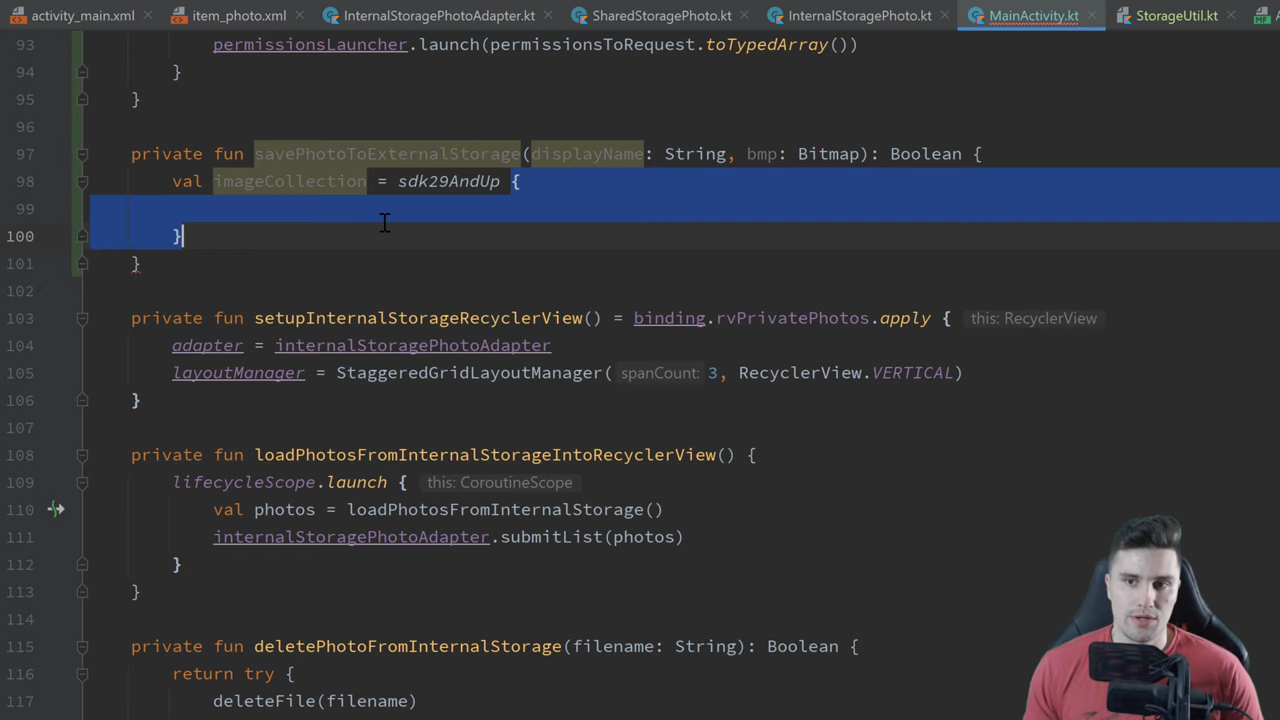 activity_main.xml item_photo.xml InternalStoragePhotoAdapter.kt SharedStoragePhoto.kt InternalStoragePhoto.kt MainActivity.kt StorageUtil.kt
93 permissionsLauncher.launch(permissionsToRequest.toTypedArray())
94 }
95 }
96
97 private fun savePhotoToExternalStorage(displayName: String, bmp: Bitmap): Boolean {
98 val imageCollection = sdk29AndUp {
99
100 }
101 }
102
103 private fun setupInternalStorageRecyclerView() = binding.rvPrivatePhotos.apply { this: RecyclerView
104 adapter = internalStoragePhotoAdapter
105 layoutManager = StaggeredGridLayoutManager( spanCount: 3, RecyclerView.VERTICAL)
106 }
107
108 private fun loadPhotosFromInternalStorageIntoRecyclerView() {
109 lifecycleScope.launch { this: CoroutineScope
110 val photos = loadPhotosFromInternalStorage()
111 internalStoragePhotoAdapter.submitList(photos)
112 }
113 }
114
115 private fun deletePhotoFromInternalStorage(filename: String): Boolean {
116 return try {
117 deleteFile(filename)